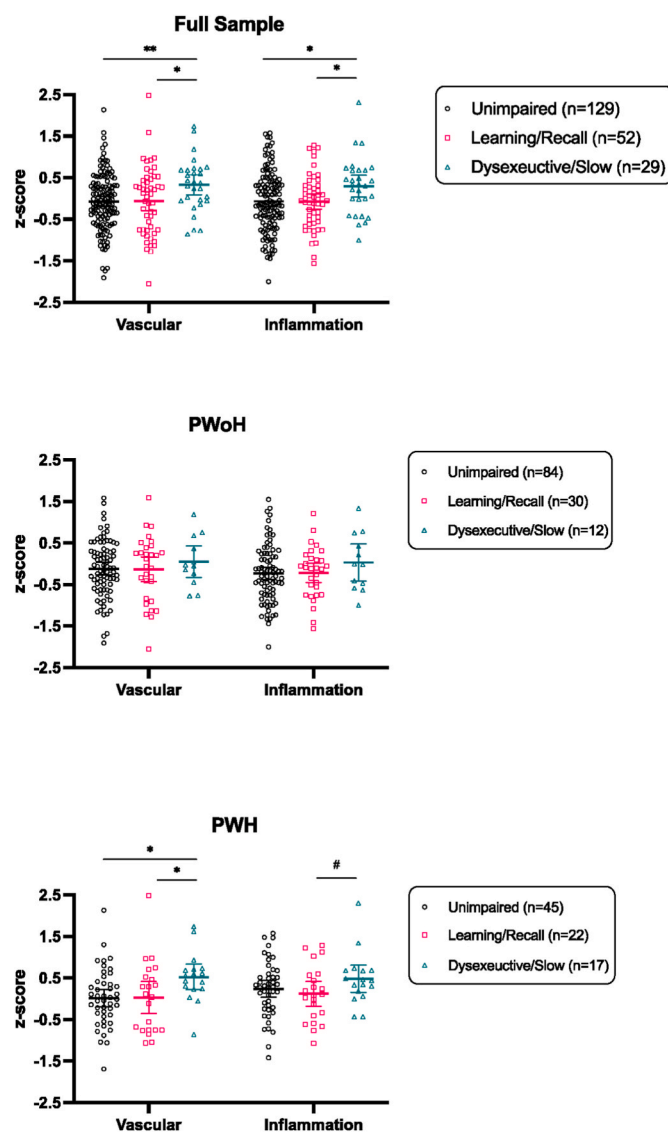 Full Sample
** *
* *
2.5
1.5
0.5
-0.5
-1.5
-2.5
z-score
Vascular Inflammation
Unimpaired (n=129)
Learning/Recall (n=52)
Dysexeuctive/Slow (n=29)
PWoH
2.5
1.5
0.5
-0.5
-1.5
-2.5
z-score
Vascular Inflammation
Unimpaired (n=84)
Learning/Recall (n=30)
Dysexecutive/Slow (n=12)
PWH
*
* #
2.5
1.5
0.5
-0.5
-1.5
-2.5
z-score
Vascular Inflammation
Unimpaired (n=45)
Learning/Recall (n=22)
Dysexeuctive/Slow (n=17)